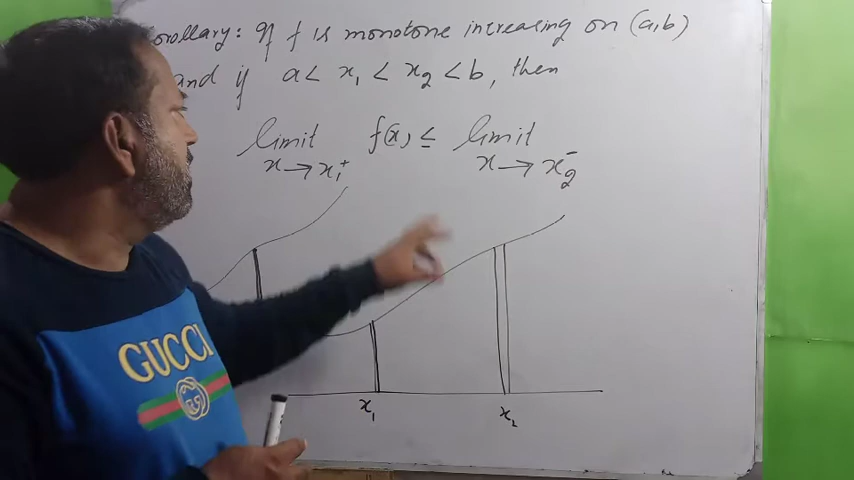 Corollary: If f is monotone increasing on (a,b)
and if a < x₁ < x₂ < b, then
limit f(x) ≤ limit
x → x₁⁺ x → x₂⁻
GUCCI
x₁ x₂